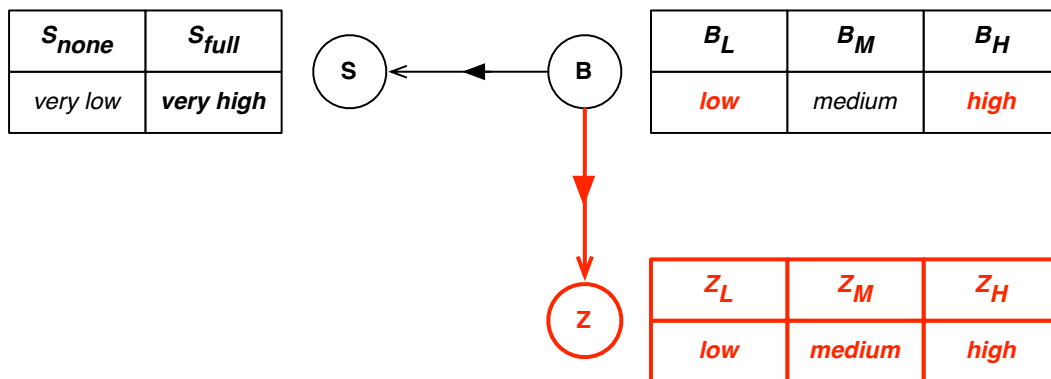 S_none S_full
very low very high
S
B
B_L B_M B_H
low medium high
Z
Z_L Z_M Z_H
low medium high